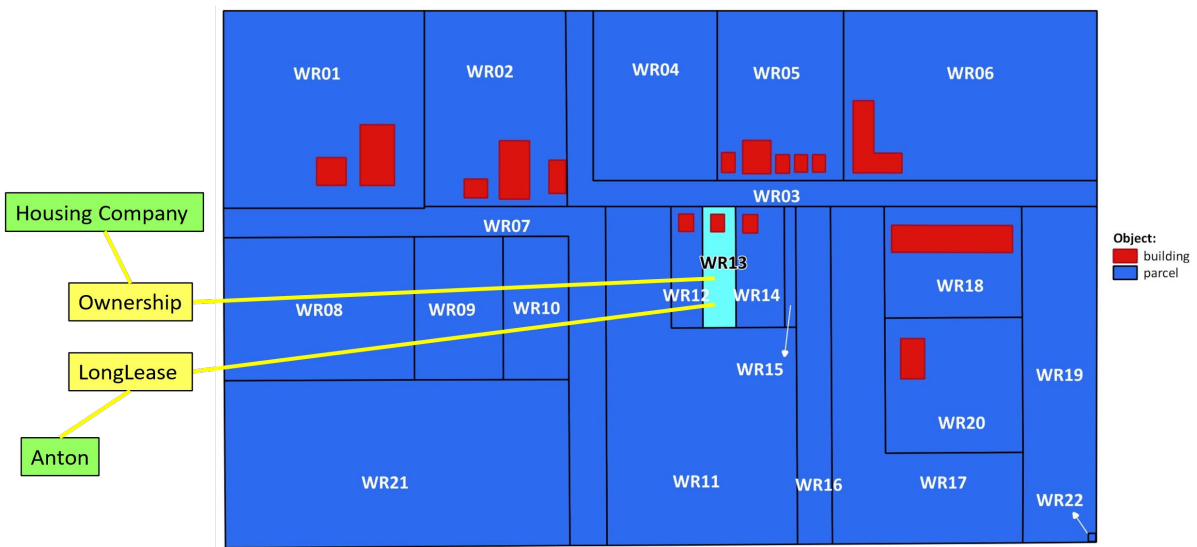 WR01
WR02
WR04
WR05
WR06
WR03
Housing Company
WR07
Object:
building
parcel
WR13
Ownership
WR08
WR09
WR10
WR12
WR14
WR18
LongLease
WR15
WR19
WR20
Anton
WR21
WR11
WR16
WR17
WR22